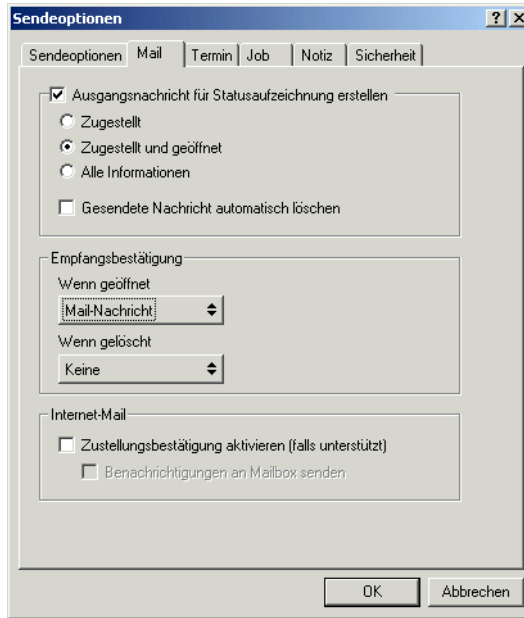 Sendeoptionen
Sendeoptionen Mail Termin Job Notiz Sicherheit
Ausgangsnachricht für Statusaufzeichnung erstellen
Zugestellt
Zugestellt und geöffnet
Alle Informationen
Gesendete Nachricht automatisch löschen
Empfangsbestätigung
Wenn geöffnet
Mail-Nachricht
Wenn gelöscht
Keine
Internet-Mail
Zustellungsbestätigung aktivieren (falls unterstützt)
Benachrichtigungen an Mailbox senden
OK Abbrechen